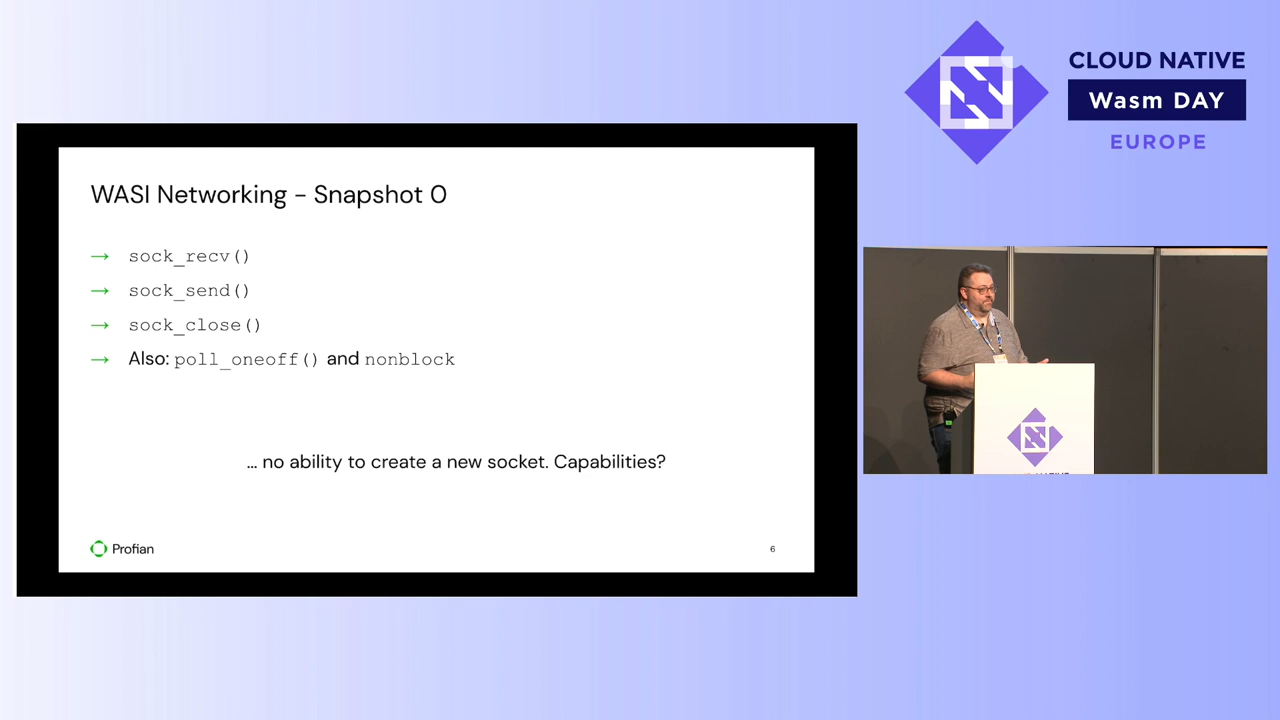 CLOUD NATIVE
Wasm DAY
EUROPE
WASI Networking - Snapshot 0
→ sock_recv()
→ sock_send()
→ sock_close()
→ Also: poll_oneoff() and nonblock
… no ability to create a new socket. Capabilities?
Profian
6